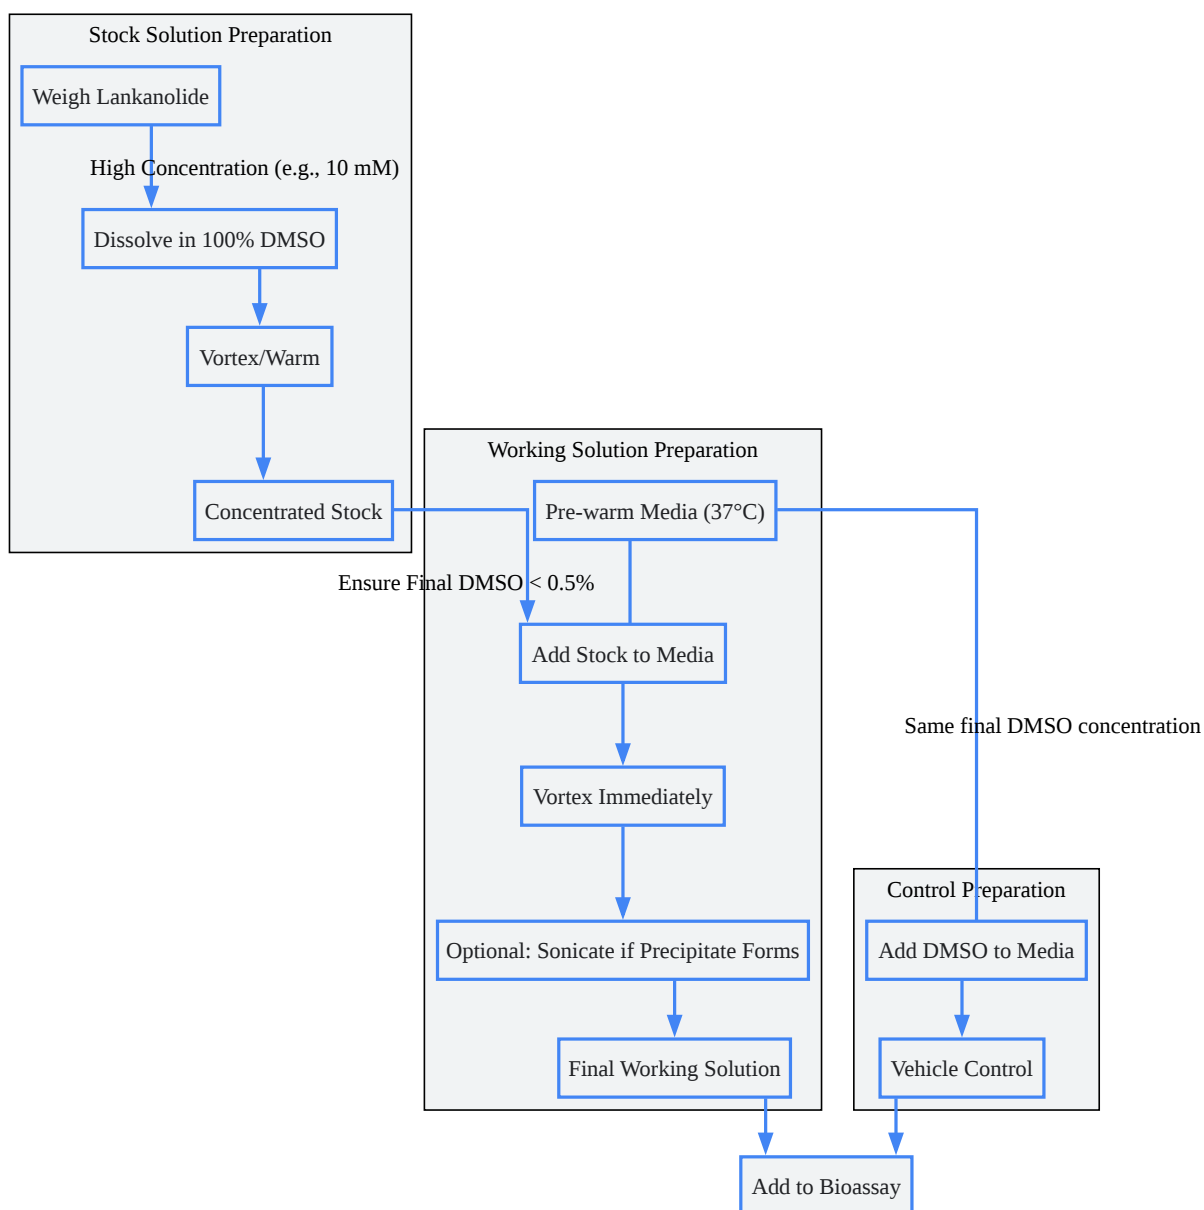 Stock Solution Preparation
Weigh Lankanolide
High Concentration (e.g., 10 mM)
Dissolve in 100% DMSO
Vortex/Warm
Concentrated Stock
Working Solution Preparation
Pre-warm Media (37°C)
Ensure Final DMSO < 0.5%
Add Stock to Media
Same final DMSO concentration
Vortex Immediately
Control Preparation
Optional: Sonicate if Precipitate Forms
Add DMSO to Media
Final Working Solution
Vehicle Control
Add to Bioassay